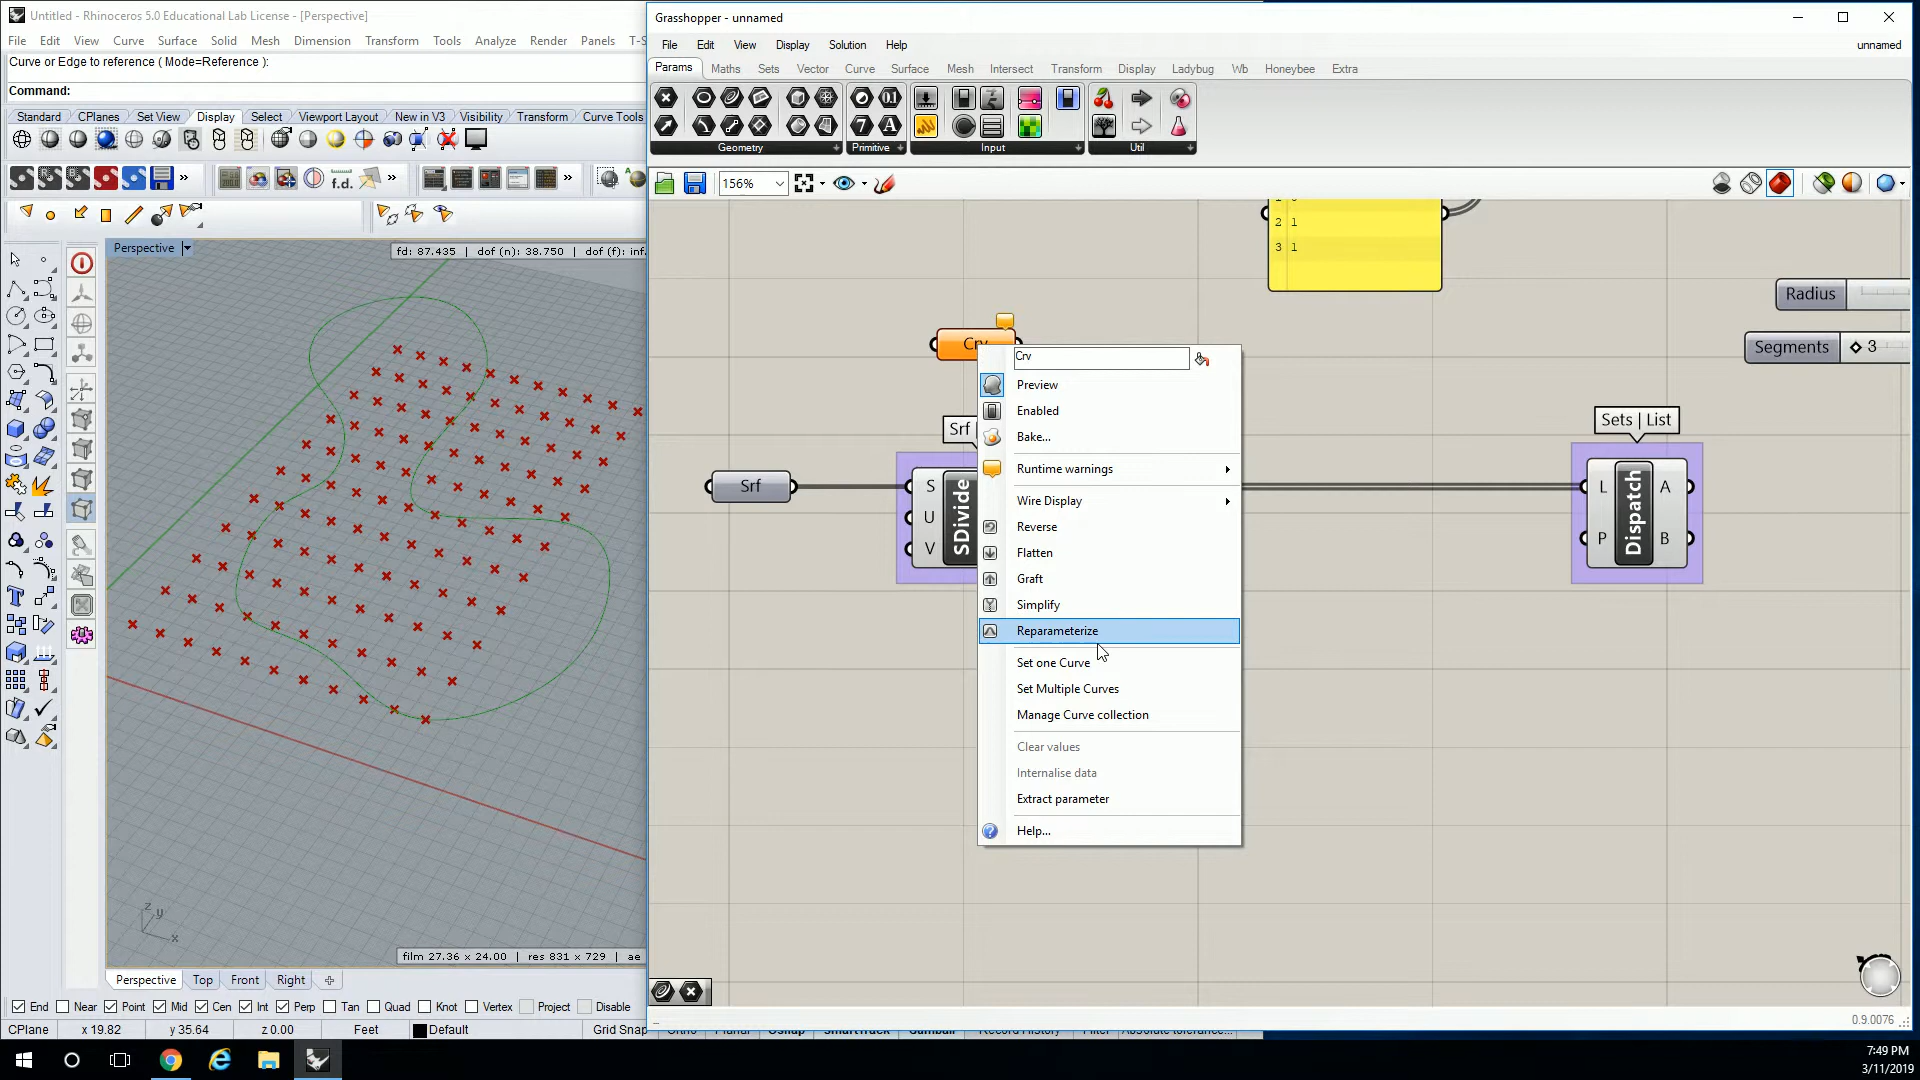 Untitled - Rhinoceros 5.0 Educational Lab License - [Perspective]
File Edit View Curve Surface Solid Mesh Dimension Transform Tools Analyze Render Panels T-S
Curve or Edge to reference ( Mode=Reference ):
Command:
Standard CPlanes Set View Display Select Viewport Layout New in V3 Visibility Transform Curve Tools
f.d.
Perspective
fd: 87.435 | dof (n): 38.750 | dof (f): inf.
z
y
x
film 27.36 x 24.00 | res 831 x 729 | ae
Perspective Top Front Right
End Near Point Mid Cen Int Perp Tan Quad Knot Vertex Project Disable
CPlane x 19.82 y 35.64 z 0.00 Feet Default Grid Snap
Grasshopper - unnamed
File Edit View Display Solution Help
unnamed
Params Maths Sets Vector Curve Surface Mesh Intersect Transform Display Ladybug Wb Honeybee Extra
Geometry Primitive Input Util
156%
2 1
3 1
Radius
Segments 3
Crv
Srf |
Srf
S
U
V
SDivide
Sets | List
L
P
Dispatch
A
B
Crv
Preview
Enabled
Bake...
Runtime warnings
Wire Display
Reverse
Flatten
Graft
Simplify
Reparameterize
Set one Curve
Set Multiple Curves
Manage Curve collection
Clear values
Internalise data
Extract parameter
Help...
0.9.0076
7:49 PM
3/11/2019